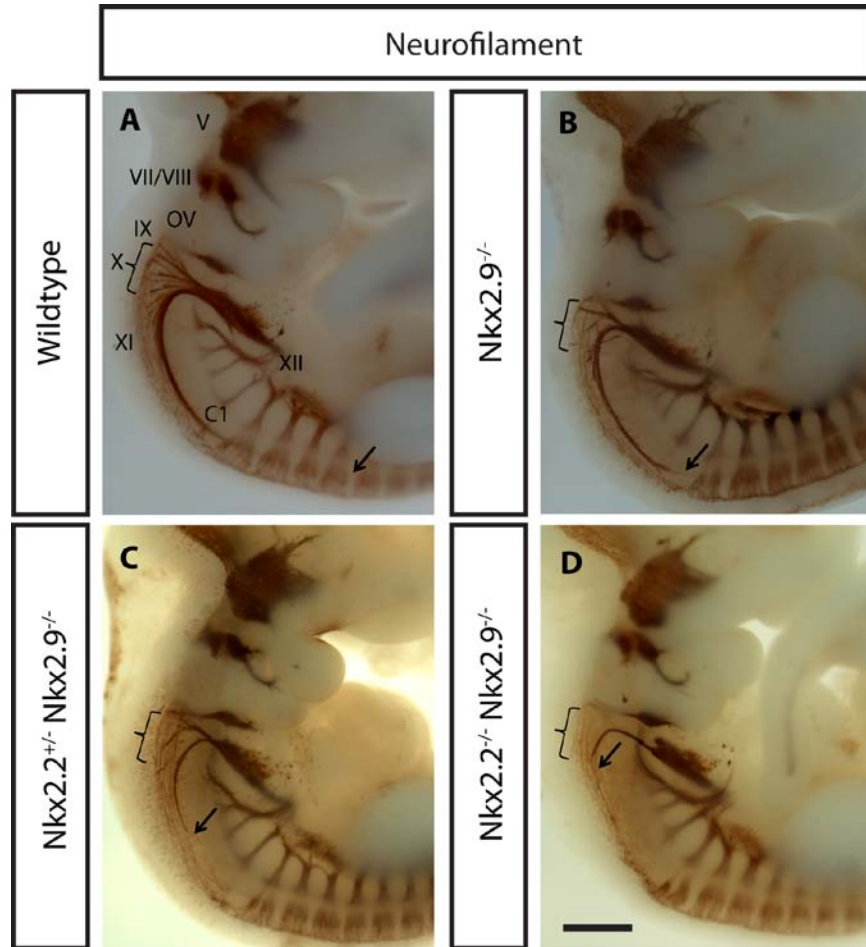 Neurofilament
Wildtype
A
V
VII/VIII
OV
IX
X
XI
XII
C1
Nkx2.9-/-
B
Nkx2.2+/- Nkx2.9-/-
C
Nkx2.2-/- Nkx2.9-/-
D